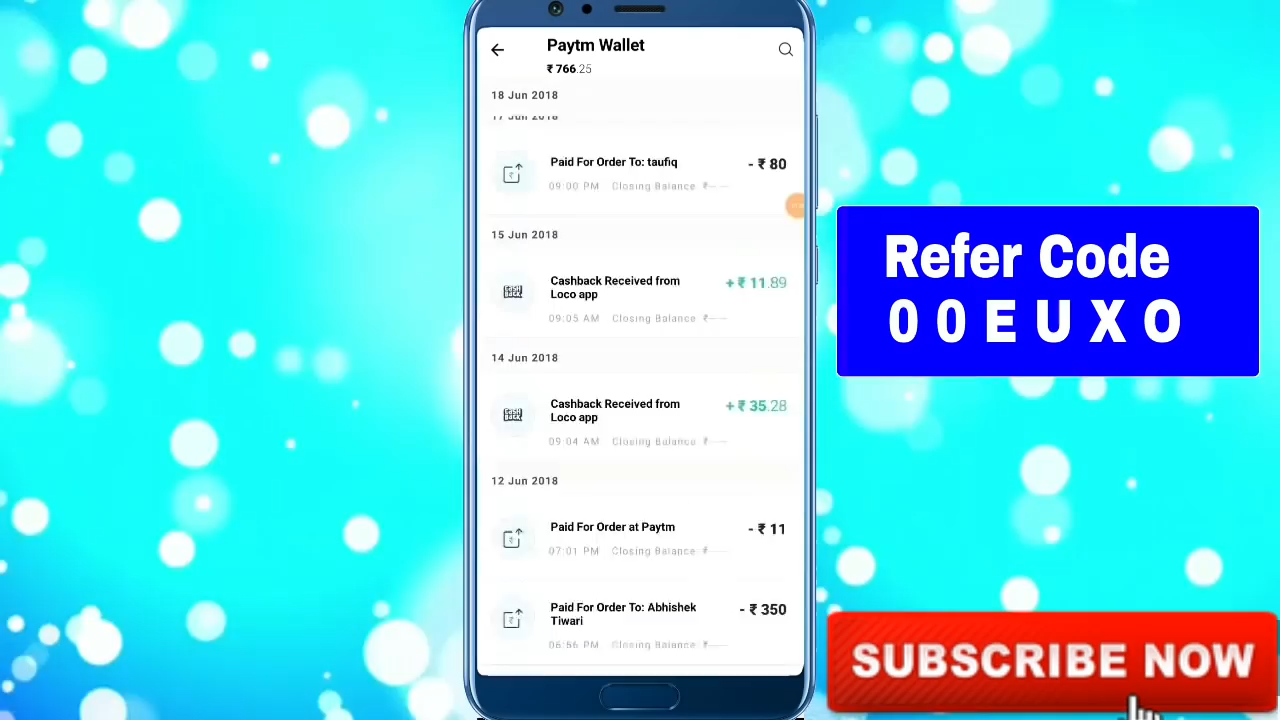 Paytm Wallet
₹ 766.25
18 Jun 2018
17 Jun 2018
Paid For Order To: taufiq
- ₹ 80
09:00 PM Closing Balance ₹
15 Jun 2018
Cashback Received from
Loco app
+ ₹ 11.89
09:05 AM Closing Balance ₹
14 Jun 2018
Cashback Received from
Loco app
+ ₹ 35.28
09:04 AM Closing Balance ₹
12 Jun 2018
Paid For Order at Paytm
- ₹ 11
07:01 PM Closing Balance ₹
Paid For Order To: Abhishek
Tiwari
- ₹ 350
06:56 PM Closing Balance ₹
Refer Code
0 0 E U X O
SUBSCRIBE NOW